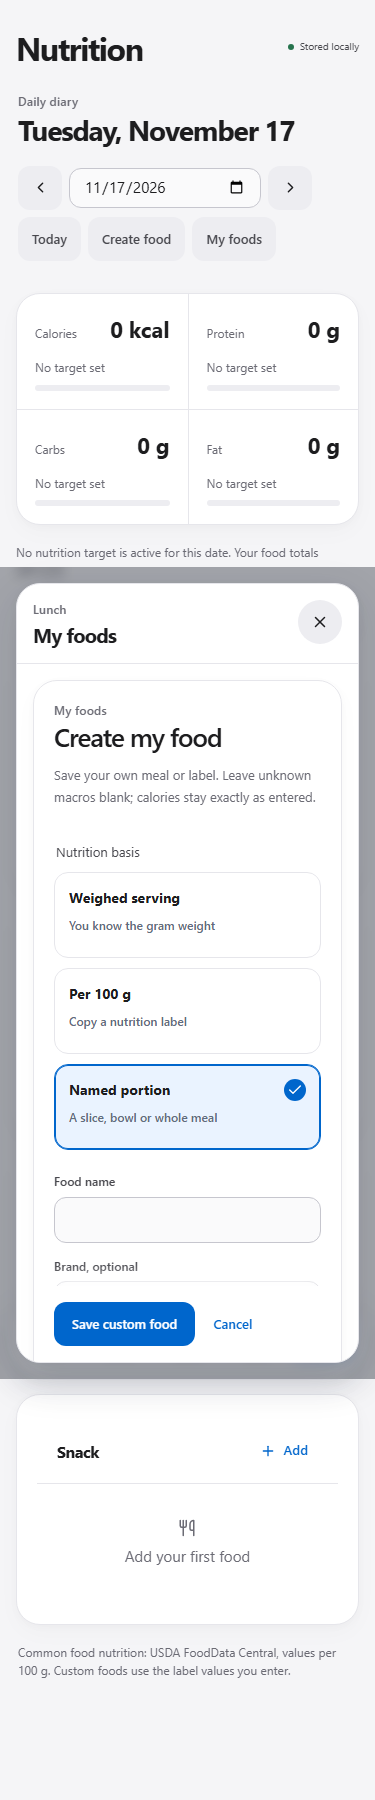 Nutrition
Stored locally
Daily diary
Tuesday, November 17
11/17/2026
Today
Create food
My foods
Calories
0 kcal
No target set
Protein
0 g
No target set
Carbs
0 g
No target set
Fat
0 g
No target set
No nutrition target is active for this date. Your food totals
Lunch
My foods
My foods
Create my food
Save your own meal or label. Leave unknown
macros blank; calories stay exactly as entered.
Nutrition basis
Weighed serving
You know the gram weight
Per 100 g
Copy a nutrition label
Named portion
A slice, bowl or whole meal
Food name
Brand, optional
Save custom food
Cancel
Snack
Add
Add your first food
Common food nutrition: USDA FoodData Central, values per
100 g. Custom foods use the label values you enter.